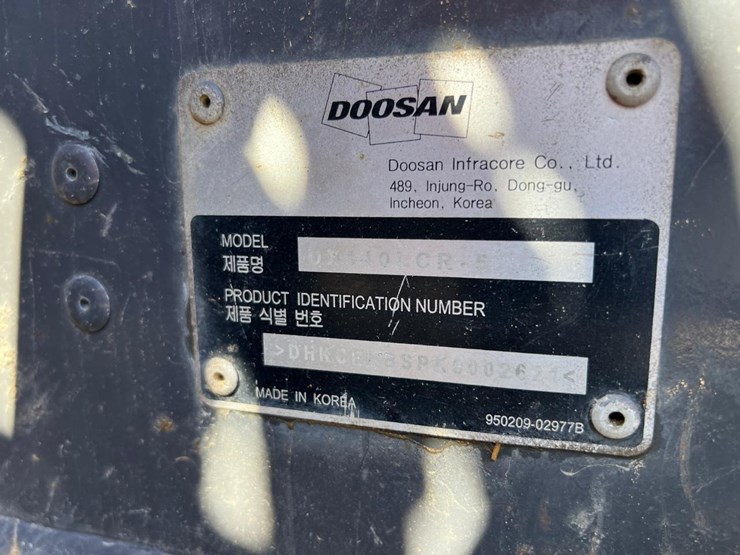 DOOSAN
Doosan Infracore Co., Ltd.
489, Injung-Ro, Dong-gu,
Incheon, Korea
MODEL
제품명
PRODUCT IDENTIFICATION NUMBER
제품 식별 번호
MADE IN KOREA
950209-02977B